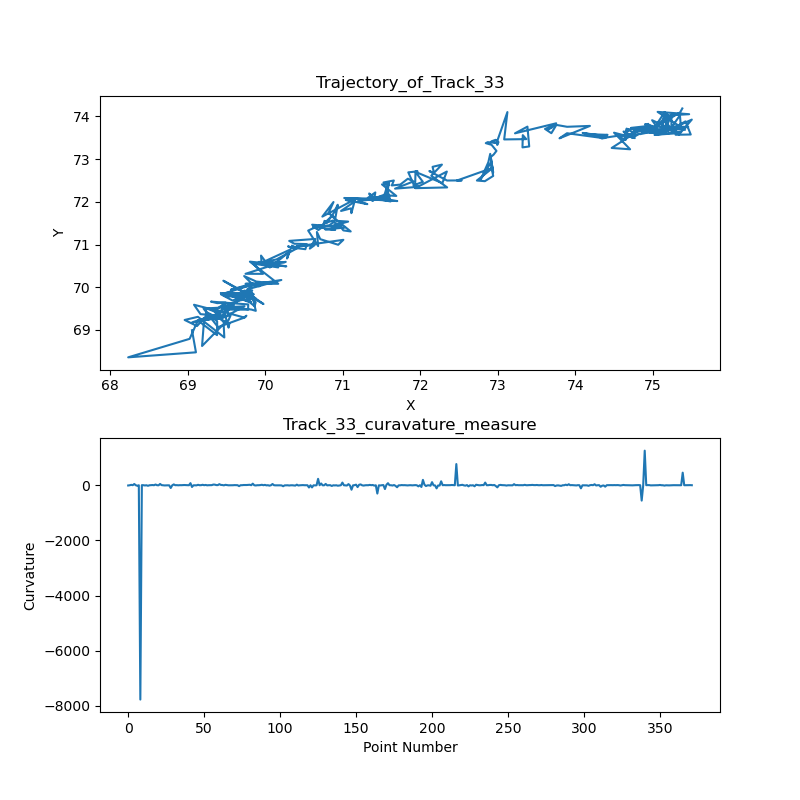 Trajectory_of_Track_33
74
73
72
71
70
69
Y
68 69 70 71 72 73 74 75
X
Track_33_curavature_measure
0
−2000
−4000
−6000
−8000
Curvature
0 50 100 150 200 250 300 350
Point Number